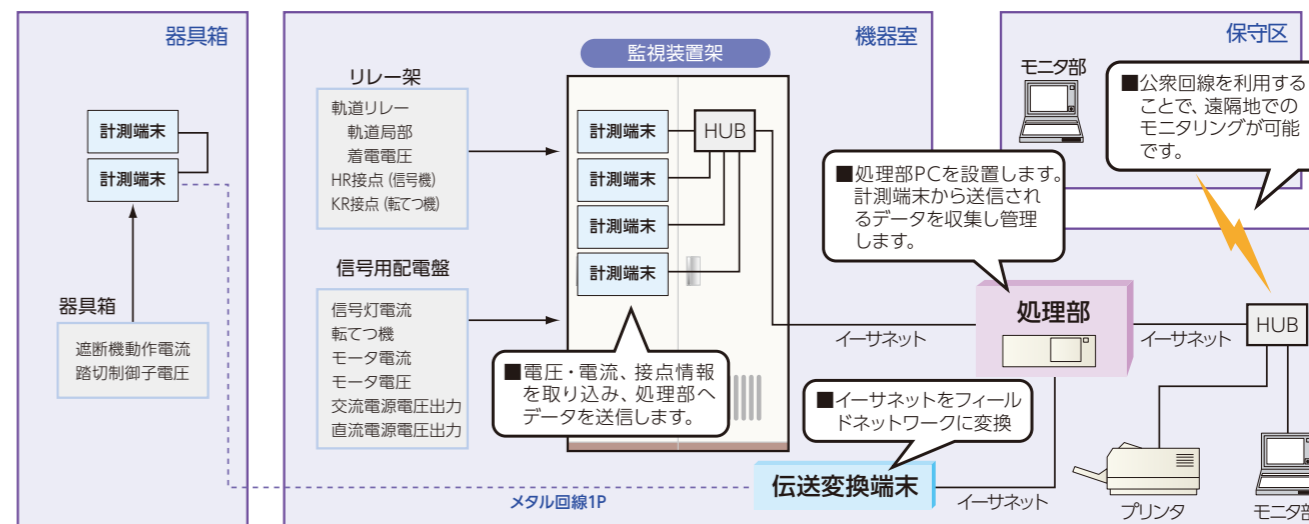 器具箱
計測端末
計測端末
器具箱
遮断機動作電流
踏切制御子電圧
機器室
監視装置架
リレー架
軌道リレー
軌道局部
着電電圧
HR接点 (信号機)
KR接点 (転てつ機)
信号用配電盤
信号灯電流
転てつ機
モータ電流
モータ電圧
交流電源電圧出力
直流電源電圧出力
計測端末
計測端末
計測端末
計測端末
HUB
■電圧・電流、接点情報
を取り込み、処理部へ
データを送信します。
■処理部PCを設置します。
計測端末から送信され
るデータを収集し管理
します。
イーサネット
処理部
イーサネット
■イーサネットをフィール
ドネットワークに変換
伝送変換端末
イーサネット
メタル回線1P
保守区
モニタ部
■公衆回線を利用する
ことで、遠隔地での
モニタリングが可能
です。
HUB
プリンタ
モニタ部